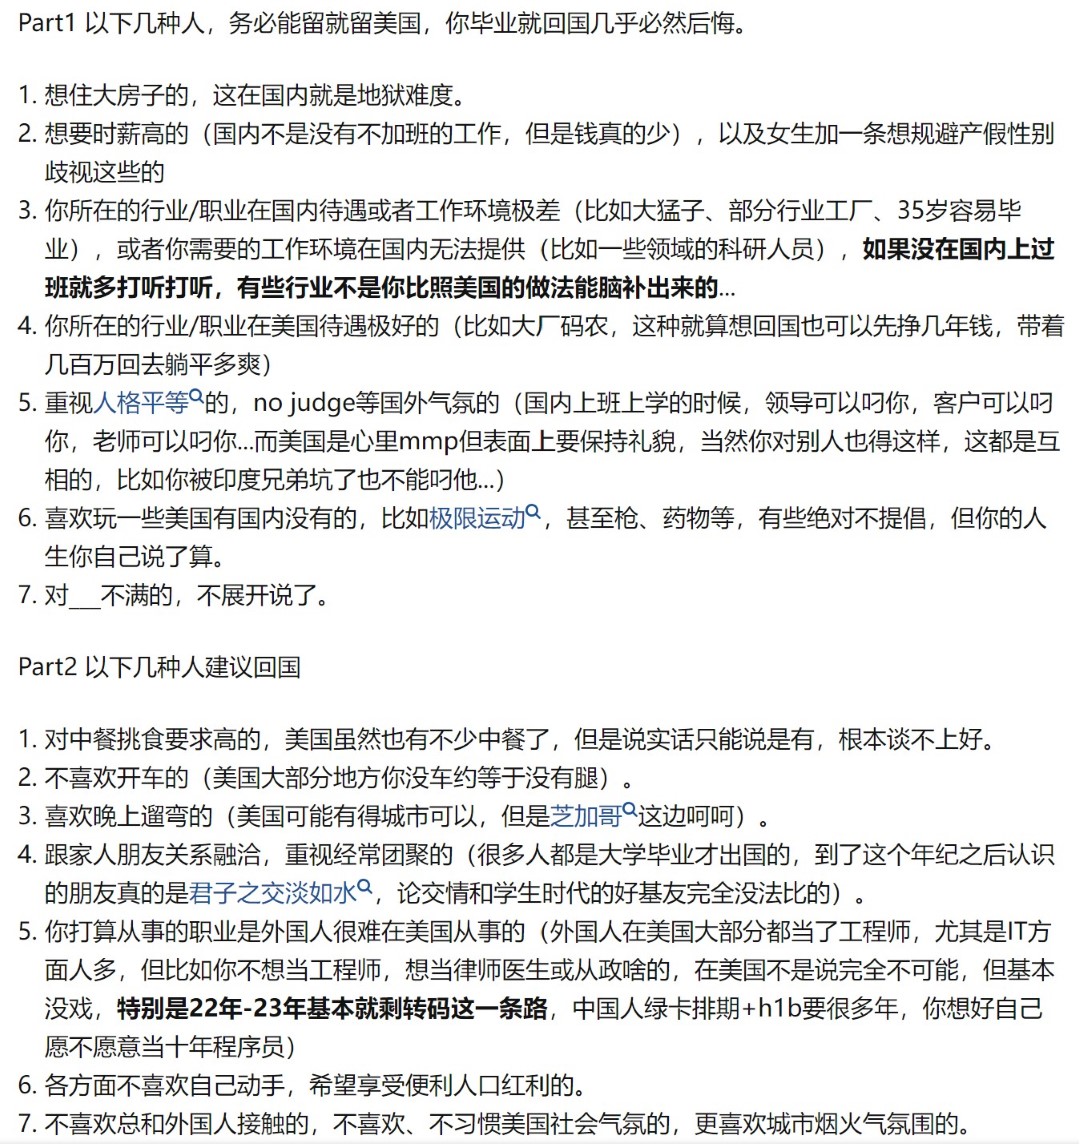 Part1 以下几种人，务必能留就留美国，你毕业就回国几乎必然后悔。
1. 想住大房子的，这在国内就是地狱难度。
2. 想要时薪高的（国内不是没有不加班的工作，但是钱真的少），以及女生加一条想规避产假性别
歧视这些的
3. 你所在的行业/职业在国内待遇或者工作环境极差（比如大猛子、部分行业工厂、35岁容易毕
业），或者你需要的工作环境在国内无法提供（比如一些领域的科研人员），如果没在国内上过
班就多打听打听，有些行业不是你比照美国的做法能脑补出来的...
4. 你所在的行业/职业在美国待遇极好的（比如大厂码农，这种就算想回国也可以先挣几年钱，带着
几百万回去躺平多爽）
5. 重视人格平等的，no judge等国外气氛的（国内上班上学的时候，领导可以叼你，客户可以叼
你，老师可以叼你...而美国是心里mmp但表面上要保持礼貌，当然你对别人也得这样，这都是互
相的，比如你被印度兄弟坑了也不能叼他...）
6. 喜欢玩一些美国有国内没有的，比如极限运动，甚至枪、药物等，有些绝对不提倡，但你的人
生你自己说了算。
7. 对___不满的，不展开说了。
Part2 以下几种人建议回国
1. 对中餐挑食要求高的，美国虽然也有不少中餐了，但是说实话只能说是有，根本谈不上好。
2. 不喜欢开车的（美国大部分地方你没车约等于没有腿）。
3. 喜欢晚上遛弯的（美国可能有得城市可以，但是芝加哥这边呵呵）。
4. 跟家人朋友关系融洽，重视经常团聚的（很多人都是大学毕业才出国的，到了这个年纪之后认识
的朋友真的是君子之交淡如水，论交情和学生时代的好基友完全没法比的）。
5. 你打算从事的职业是外国人很难在美国从事的（外国人在美国大部分都当了工程师，尤其是IT方
面人多，但比如你不想当工程师，想当律师医生或从政啥的，在美国不是说完全不可能，但基本
没戏，特别是22年-23年基本就剩转码这一条路，中国人绿卡排期+h1b要很多年，你想好自己
愿不愿意当十年程序员）
6. 各方面不喜欢自己动手，希望享受便利人口红利的。
7. 不喜欢总和外国人接触的，不喜欢、不习惯美国社会气氛的，更喜欢城市烟火气氛围的。